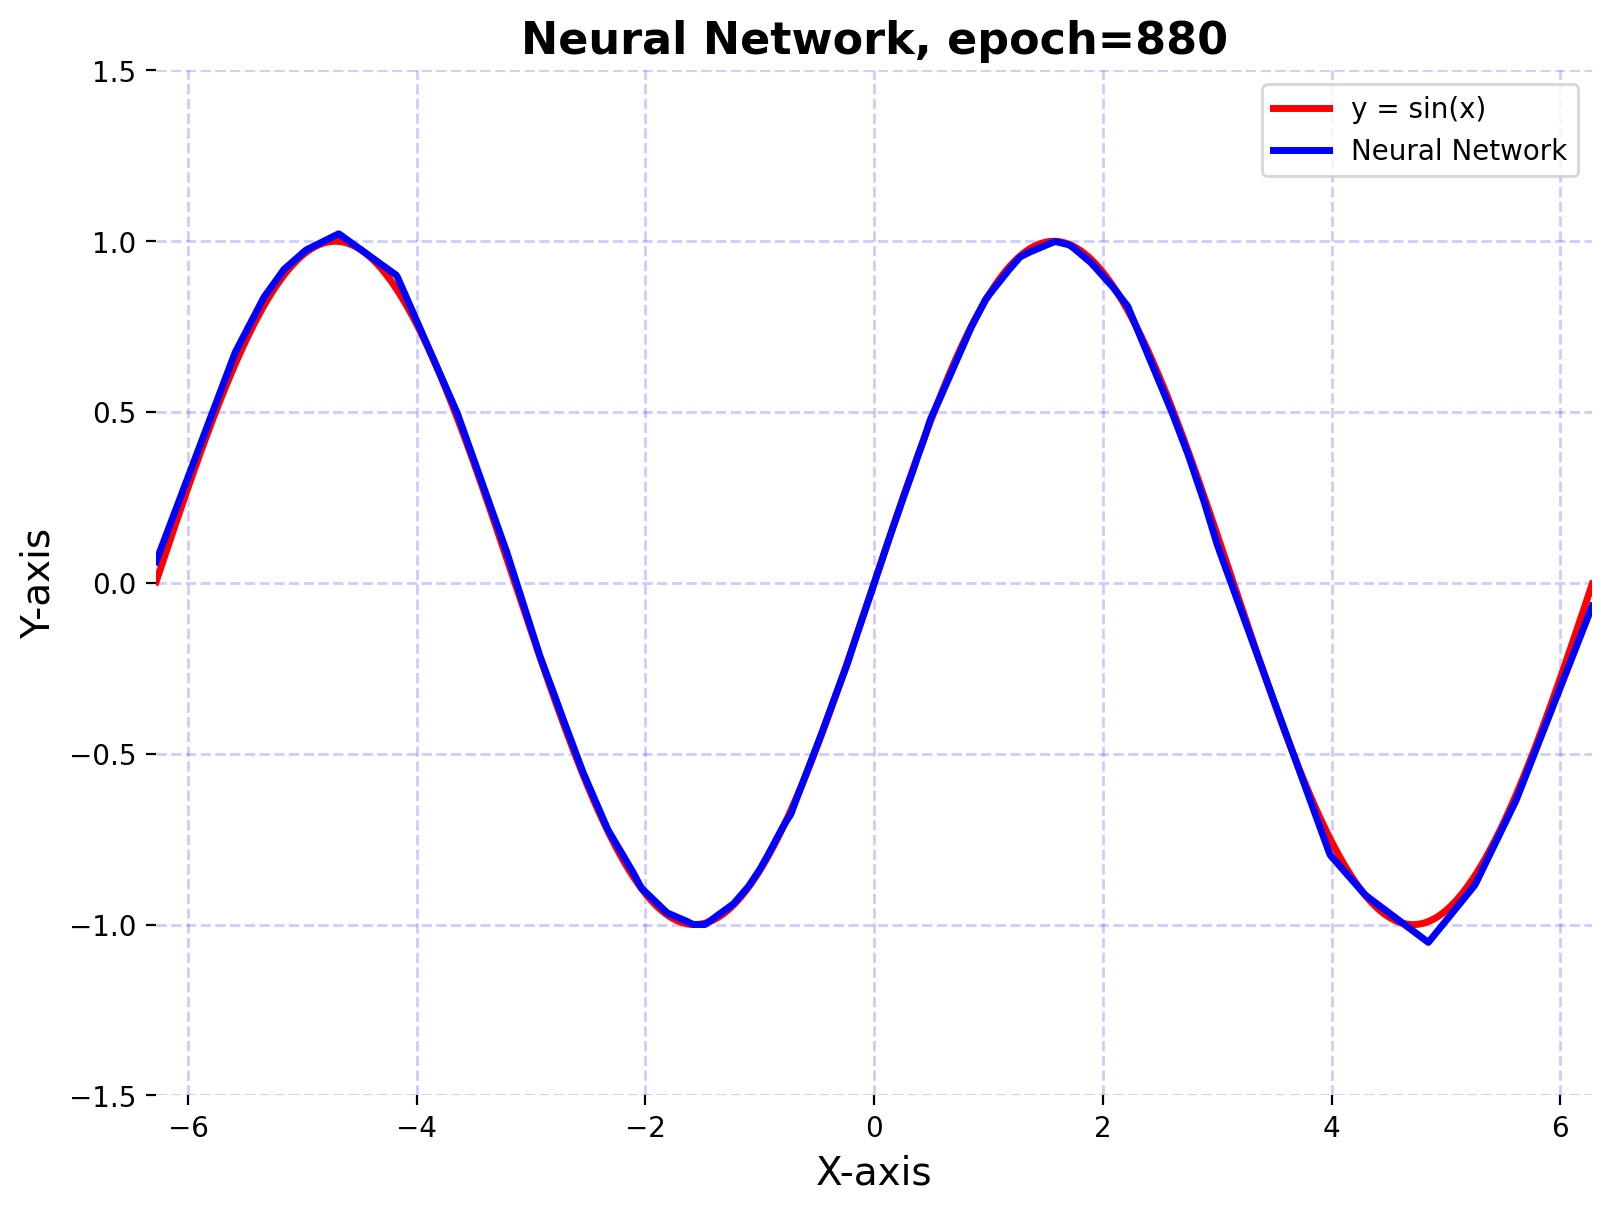 Neural Network, epoch=880
1.5
y = sin(x)
Neural Network
1.0
0.5
0.0
−0.5
−1.0
−1.5
Y-axis
−6 −4 −2 0 2 4 6
X-axis